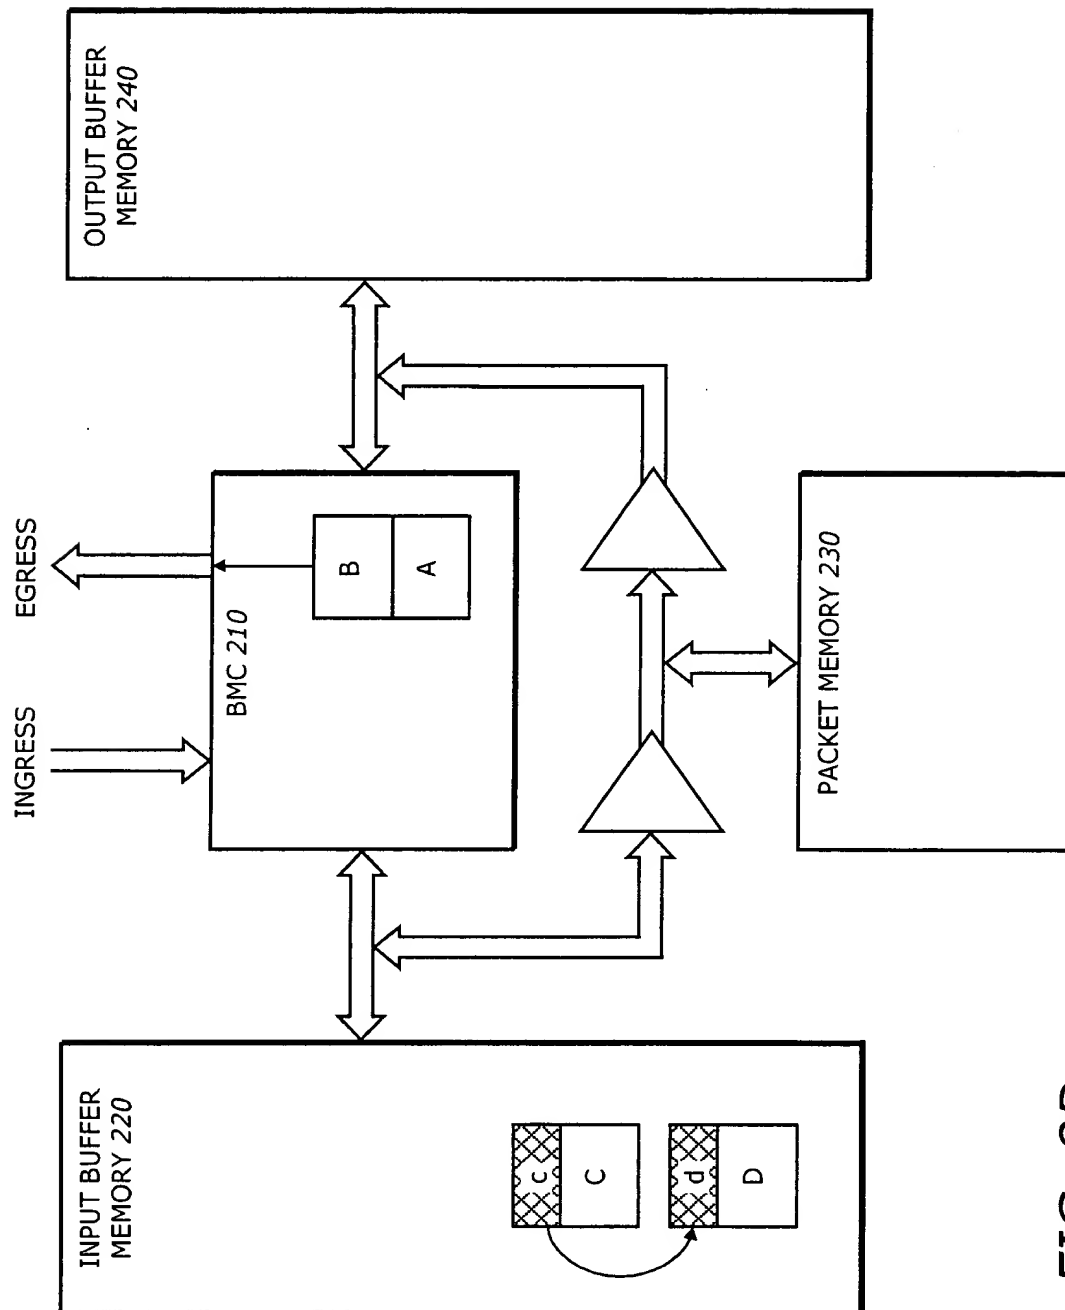 INPUT BUFFER
MEMORY 220
c
C
d
D
INGRESS
EGRESS
BMC 210
B
A
PACKET MEMORY 230
OUTPUT BUFFER
MEMORY 240